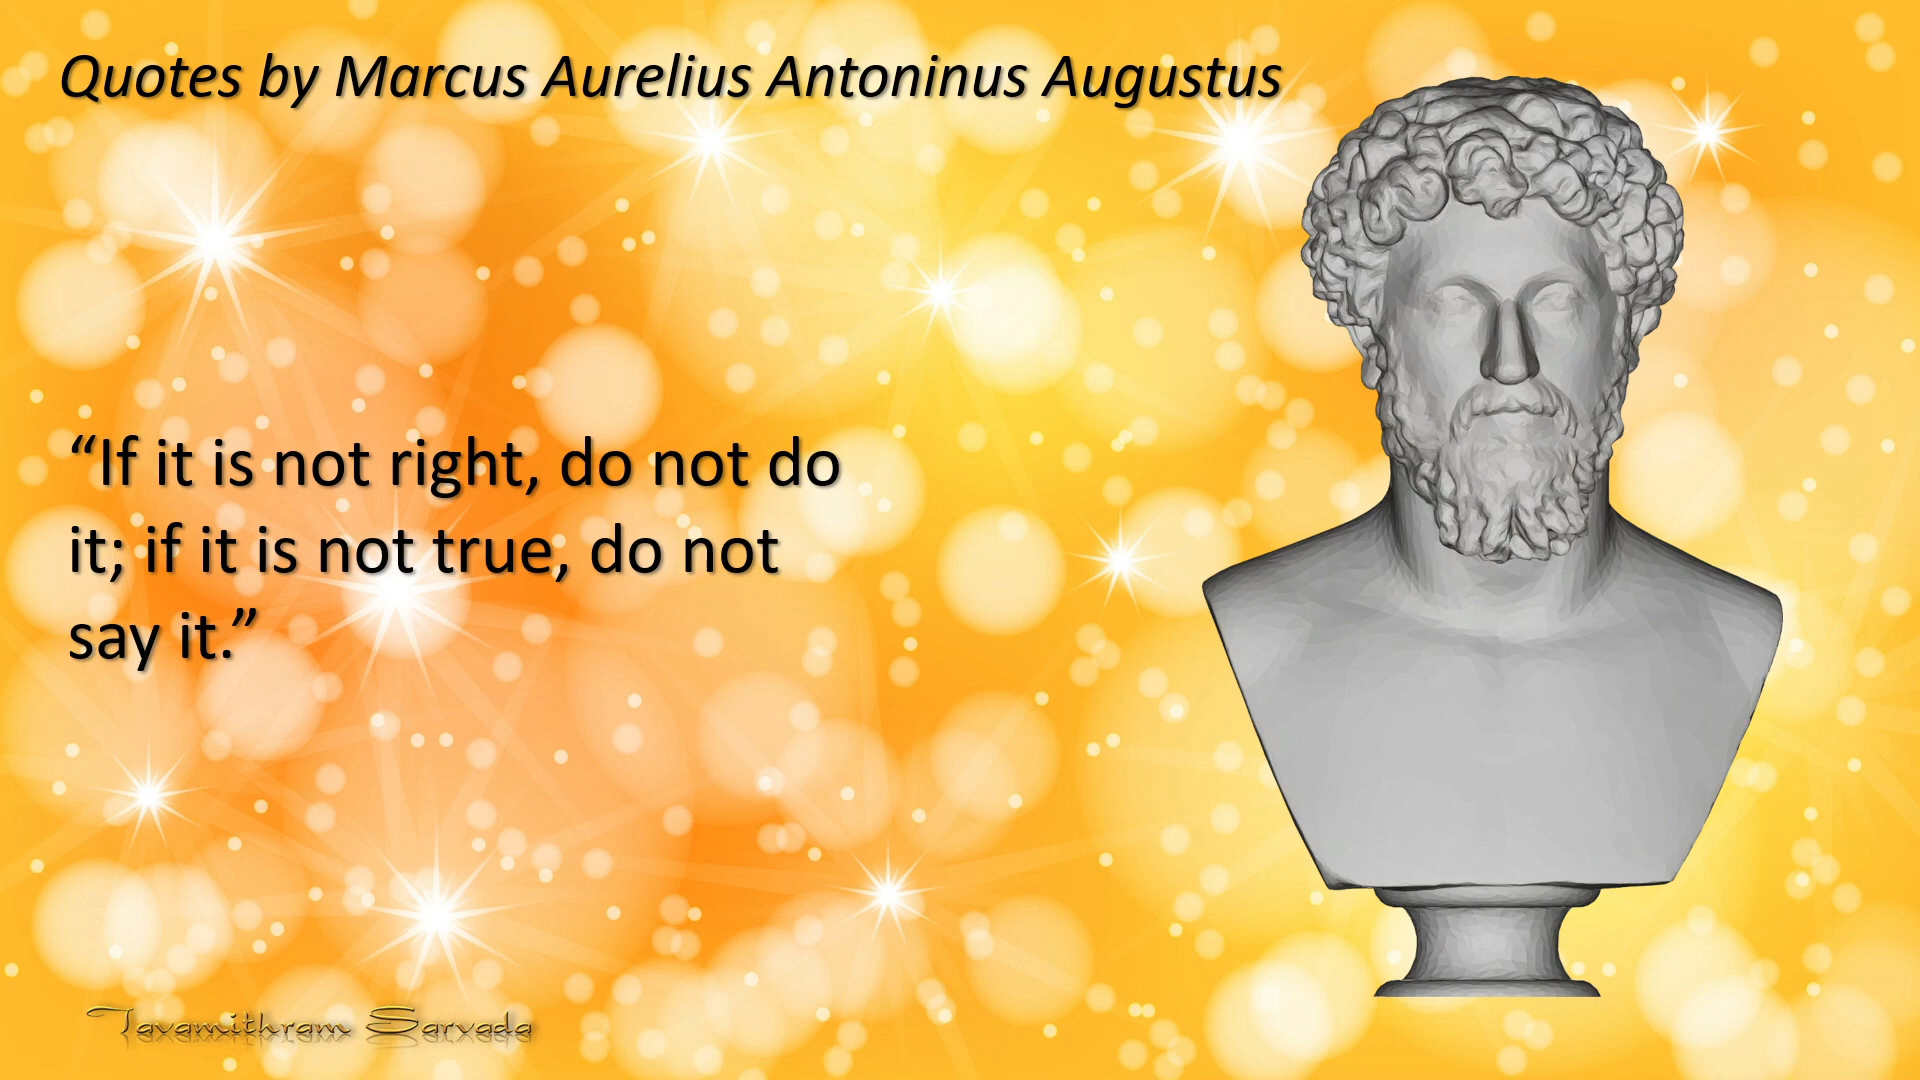 Quotes by Marcus Aurelius Antoninus Augustus
“If it is not right, do not do
it; if it is not true, do not
say it.”
Tavamithram Sarvada